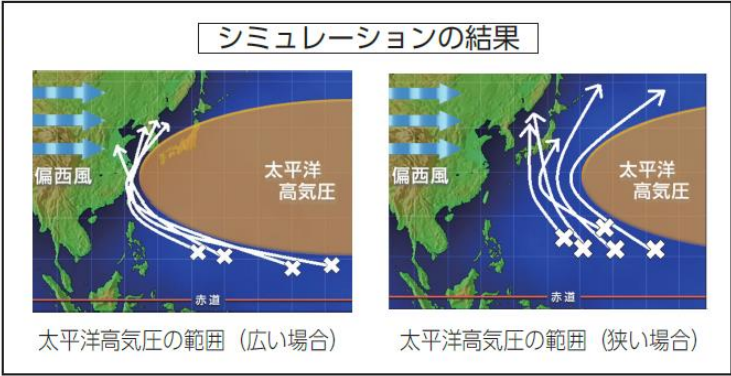 シミュレーションの結果
偏西風
太平洋
高気圧
赤道
太平洋高気圧の範囲（広い場合）
偏西風
太平洋
高気圧
赤道
太平洋高気圧の範囲（狭い場合）